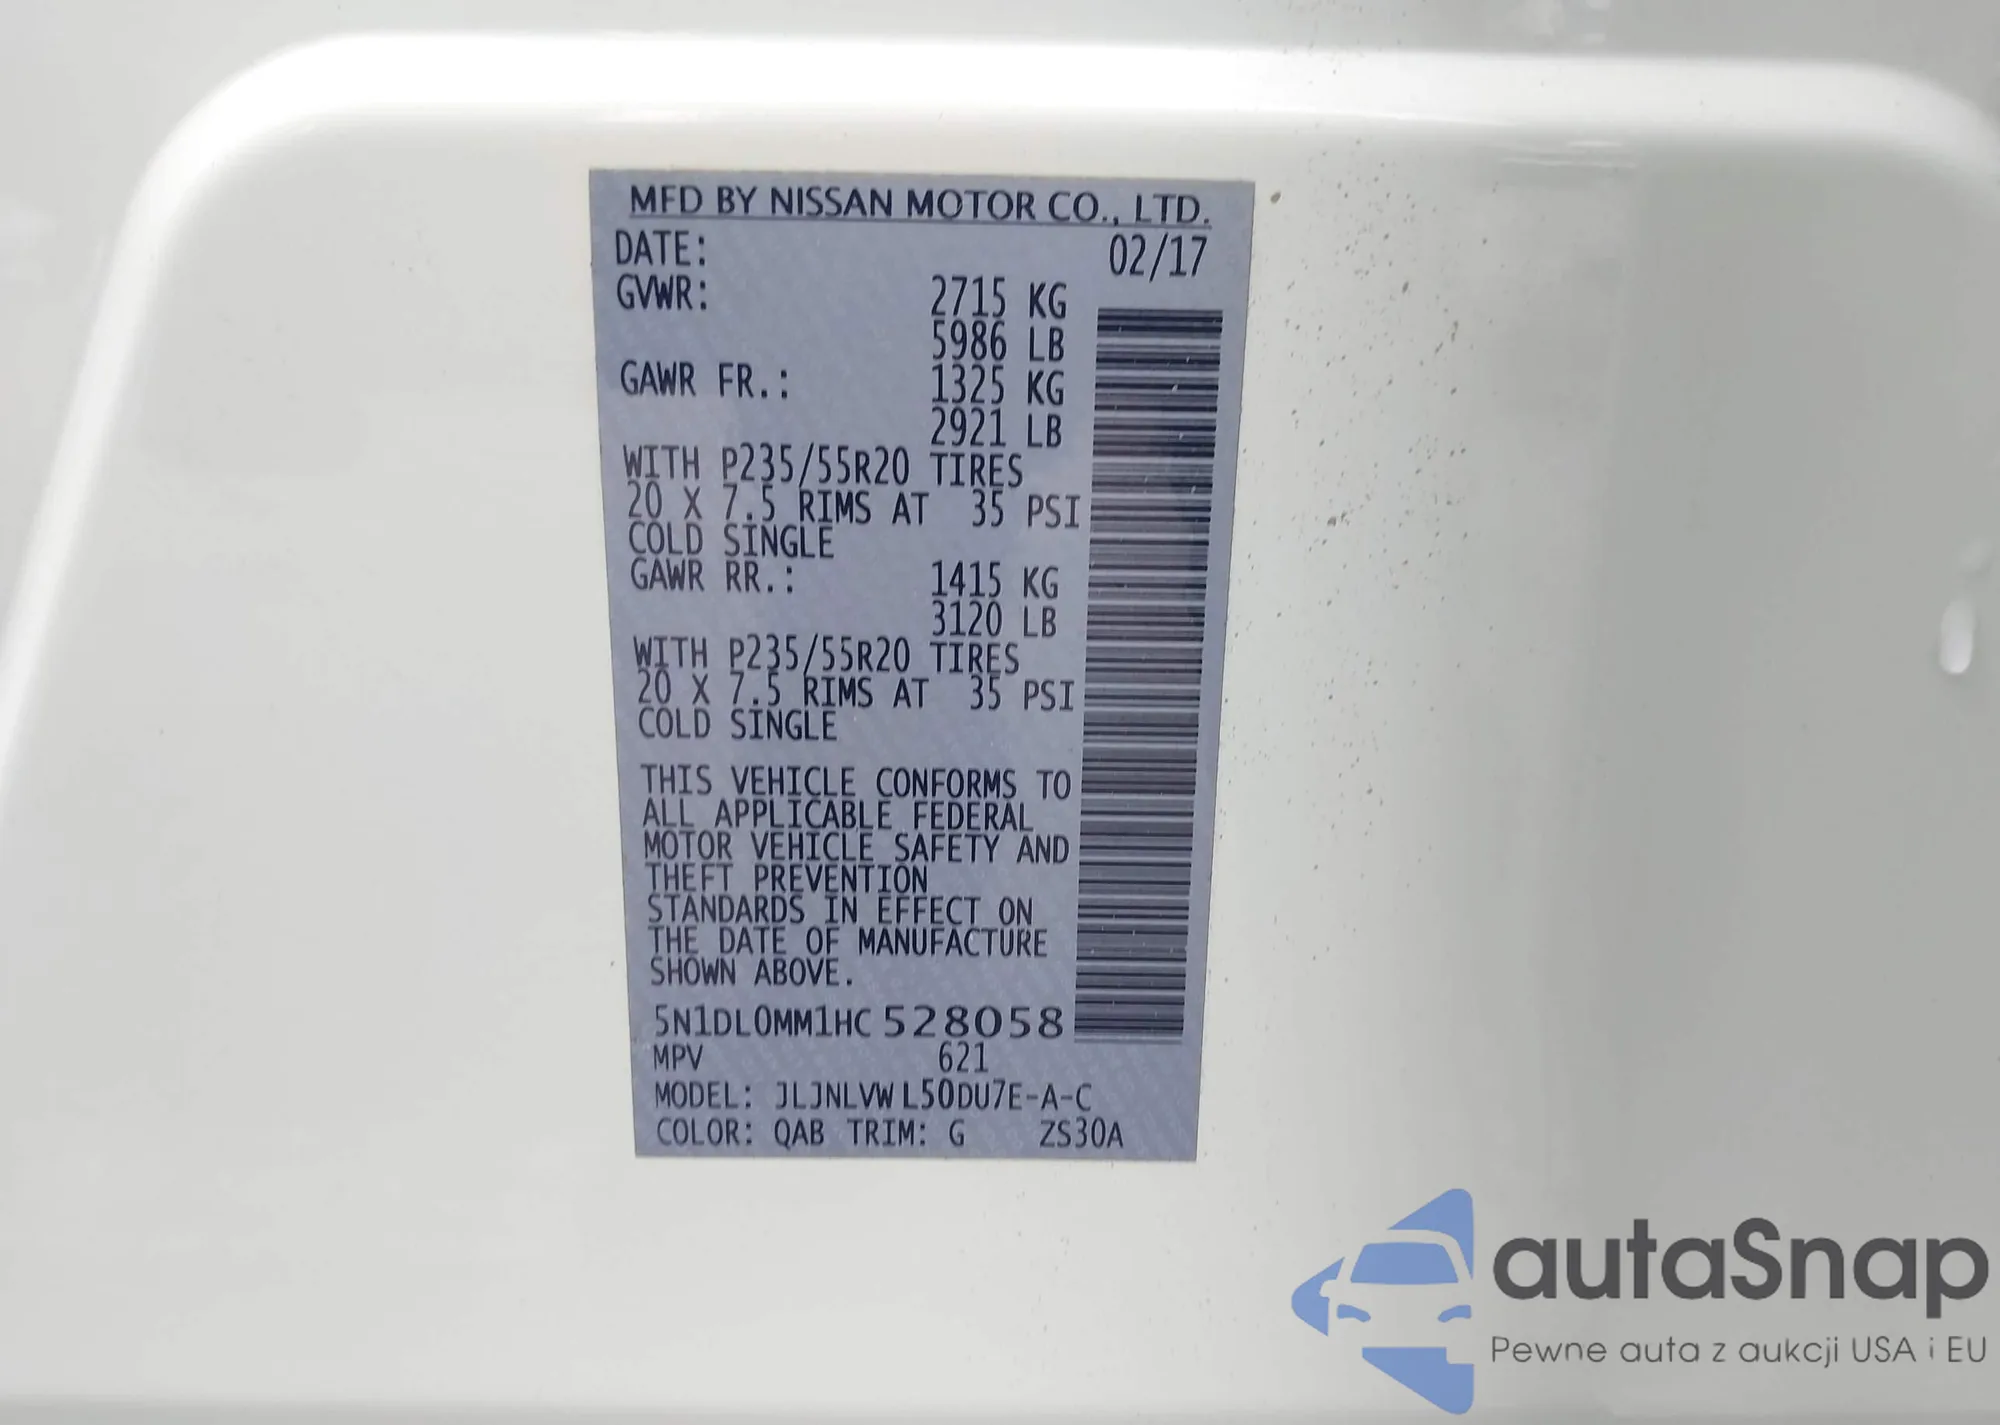 MFD BY NISSAN MOTOR CO., LTD.
DATE: 02/17
GVWR: 2715 KG
5986 LB
GAWR FR.: 1325 KG
2921 LB
WITH P235/55R20 TIRES
20 X 7.5 RIMS AT 35 PSI
COLD SINGLE
GAWR RR.: 1415 KG
3120 LB
WITH P235/55R20 TIRES
20 X 7.5 RIMS AT 35 PSI
COLD SINGLE
THIS VEHICLE CONFORMS TO
ALL APPLICABLE FEDERAL
MOTOR VEHICLE SAFETY AND
THEFT PREVENTION
STANDARDS IN EFFECT ON
THE DATE OF MANUFACTURE
SHOWN ABOVE.
5N1DL0MM1HC 528058
MPV 621
MODEL: JLJNLVW L50DU7E-A-C
COLOR: QAB TRIM: G ZS30A
autaSnap
Pewne auta z aukcji USA i EU